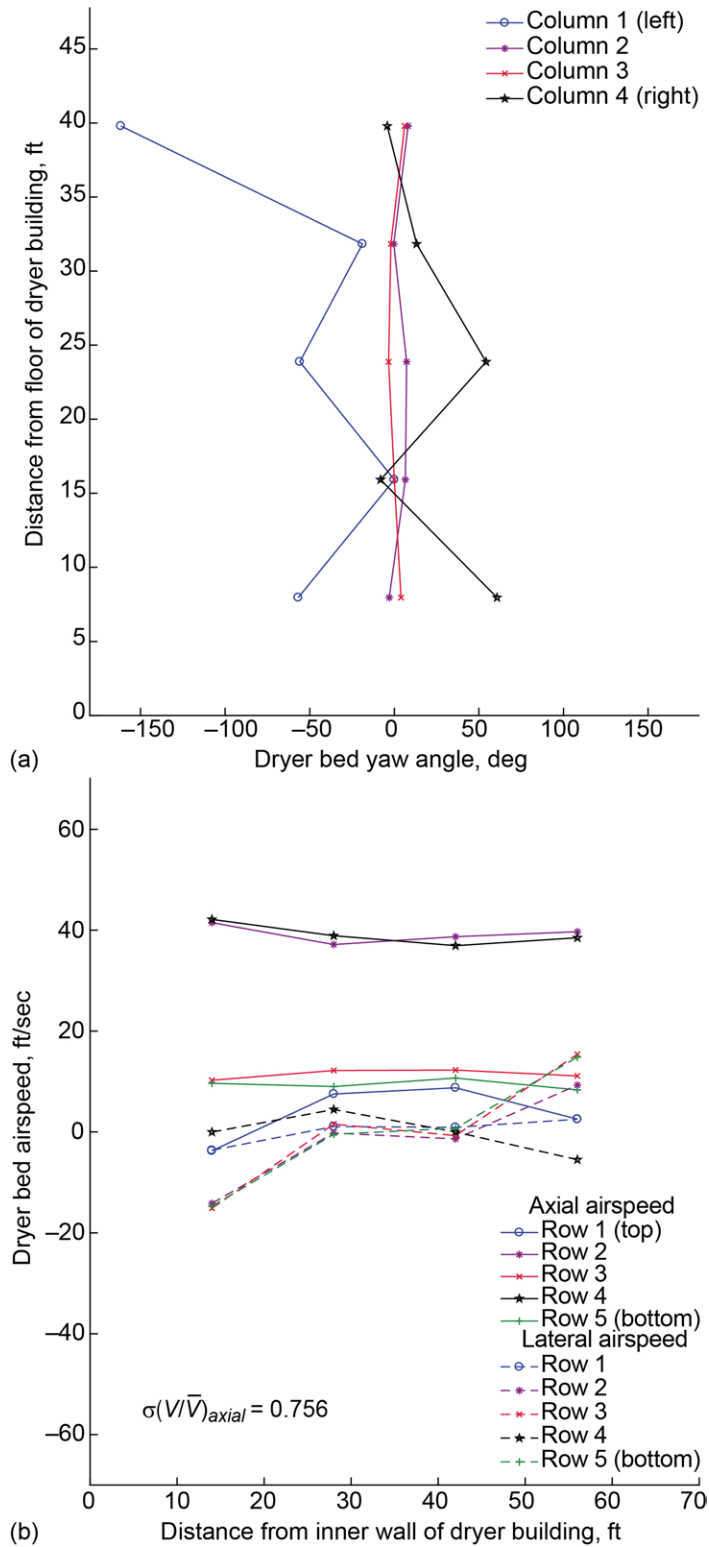 Column 1 (left)
Column 2
Column 3
Column 4 (right)
45
40
35
30
25
20
15
10
5
0
Distance from floor of dryer building, ft
–150
–100
–50
0
50
100
150
Dryer bed yaw angle, deg
(a)
60
40
20
0
–20
–40
–60
Dryer bed airspeed, ft/sec
Axial airspeed
Row 1 (top)
Row 2
Row 3
Row 4
Row 5 (bottom)
Lateral airspeed
Row 1
Row 2
Row 3
Row 4
Row 5 (bottom)
σ(V/V̅)axial = 0.756
0
10
20
30
40
50
60
70
Distance from inner wall of dryer building, ft
(b)